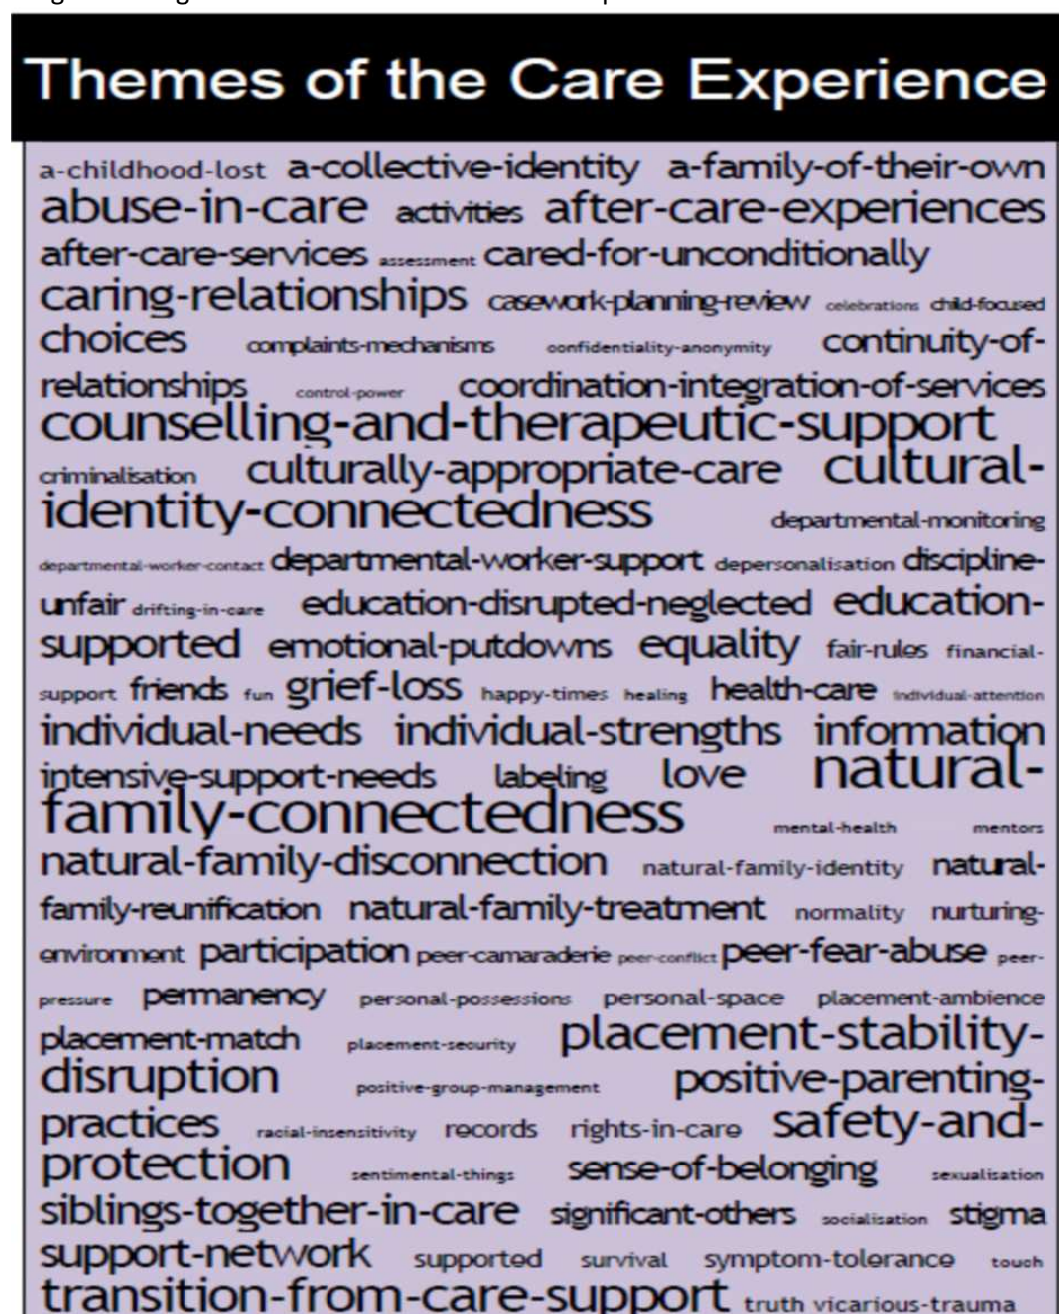 Themes of the Care Experience
a-childhood-lost a-collective-identity a-family-of-their-own
abuse-in-care activities after-care-experiences
after-care-services assessment cared-for-unconditionally
caring-relationships casework-planning-review celebrations child-focused
choices complaints-mechanisms confidentiality-anonymity continuity-of-
relationships control-power coordination-integration-of-services
counselling-and-therapeutic-support
criminalisation culturally-appropriate-care cultural-
identity-connectedness departmental-monitoring
departmental-worker-contact departmental-worker-support depersonalisation discipline-
unfair drifting-in-care education-disrupted-neglected education-
supported emotional-putdowns equality fair-rules financial-
support friends fun grief-loss happy-times healing health-care individual-attention
individual-needs individual-strengths information
intensive-support-needs labeling love natural-
family-connectedness mental-health mentors
natural-family-disconnection natural-family-identity natural-
family-reunification natural-family-treatment normality nurturing-
environment participation peer-camaraderie peer-conflict peer-fear-abuse peer-
pressure permanency personal-possessions personal-space placement-ambience
placement-match placement-security placement-stability-
disruption positive-group-management positive-parenting-
practices racial-insensitivity records rights-in-care safety-and-
protection sentimental-things sense-of-belonging sexualisation
siblings-together-in-care significant-others socialisation stigma
support-network supported survival symptom-tolerance touch
transition-from-care-support truth vicarious-trauma